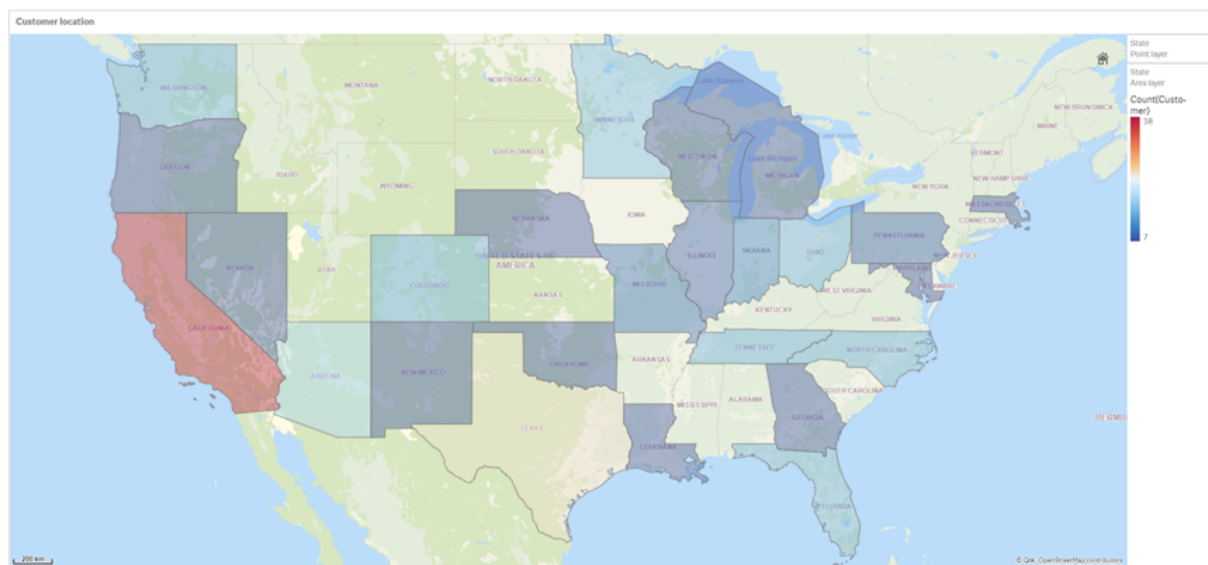 Customer location
State
Point layer
State
Area layer
Count(Custo-
mer)
38
7
WASHINGTON
MONTANA
NORTH DAKOTA
MINNESOTA
Lake Superior
NEW BRUNSWICK
MAINE
OREGON
IDAHO
WYOMING
SOUTH DAKOTA
WISCONSIN
Lake Michigan
MICHIGAN
Lake Huron
VERMONT
NEW HAMPSHIRE
NEW YORK
MASSACHUSETTS
CONNECTICUT
NEBRASKA
IOWA
PENNSYLVANIA
NEW JERSEY
NEVADA
UTAH
COLORADO
UNITED STATES OF
AMERICA
KANSAS
MISSOURI
ILLINOIS
INDIANA
OHIO
MARYLAND
DELAWARE
WEST VIRGINIA
KENTUCKY
VIRGINIA
CALIFORNIA
ARIZONA
NEW MEXICO
OKLAHOMA
ARKANSAS
TENNESSEE
NORTH CAROLINA
SOUTH CAROLINA
MISSISSIPPI
ALABAMA
GEORGIA
TEXAS
LOUISIANA
FLORIDA
BERMU
200 km
© Qlik, OpenStreetMap contributors